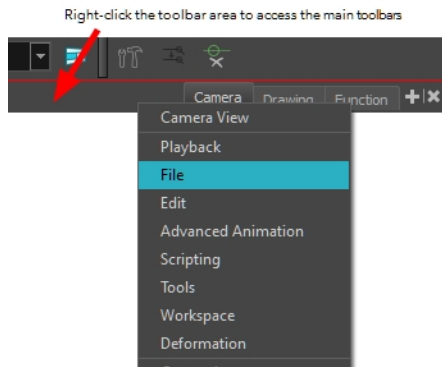 Right-click the toolbar area to access the main toolbars
Camera Drawing Function
Camera View
Playback
File
Edit
Advanced Animation
Scripting
Tools
Workspace
Deformation